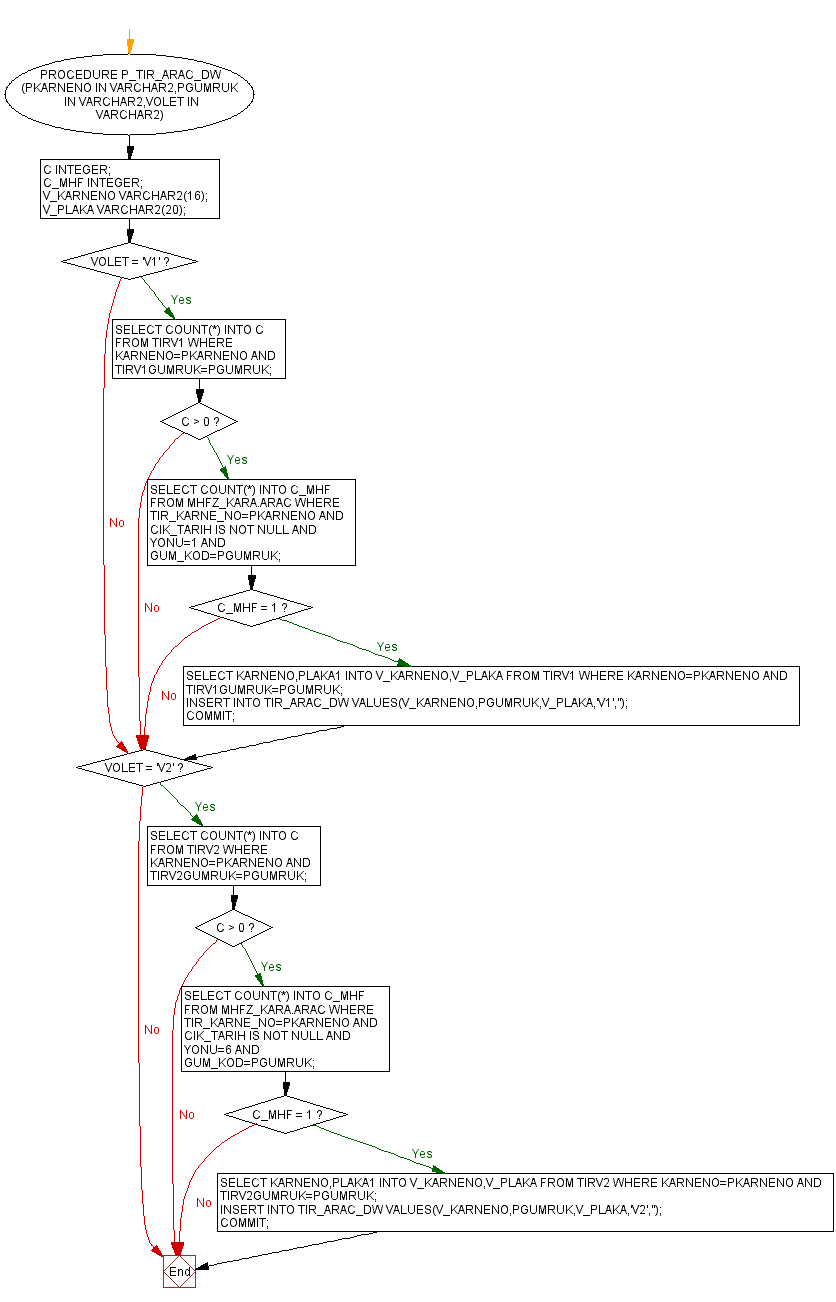 PROCEDURE P_TIR_ARAC_DW
(PKARNENO IN VARCHAR2,PGUMRUK
IN VARCHAR2,VOLET IN
VARCHAR2)
C INTEGER;
C_MHF INTEGER;
V_KARNENO VARCHAR2(16);
V_PLAKA VARCHAR2(20);
VOLET = 'V1' ?
Yes
SELECT COUNT(*) INTO C
FROM TIRV1 WHERE
KARNENO=PKARNENO AND
TIRV1GUMRUK=PGUMRUK;
C > 0 ?
Yes
SELECT COUNT(*) INTO C_MHF
FROM MHFZ_KARA.ARAC WHERE
TIR_KARNE_NO=PKARNENO AND
CIK_TARIH IS NOT NULL AND
YONU=1 AND
GUM_KOD=PGUMRUK;
No
No
C_MHF = 1 ?
Yes
SELECT KARNENO,PLAKA1 INTO V_KARNENO,V_PLAKA FROM TIRV1 WHERE KARNENO=PKARNENO AND
TIRV1GUMRUK=PGUMRUK;
INSERT INTO TIR_ARAC_DW VALUES(V_KARNENO,PGUMRUK,V_PLAKA,'V1','');
COMMIT;
No
VOLET = 'V2' ?
Yes
SELECT COUNT(*) INTO C
FROM TIRV2 WHERE
KARNENO=PKARNENO AND
TIRV2GUMRUK=PGUMRUK;
C > 0 ?
Yes
SELECT COUNT(*) INTO C_MHF
FROM MHFZ_KARA.ARAC WHERE
TIR_KARNE_NO=PKARNENO AND
CIK_TARIH IS NOT NULL AND
YONU=6 AND
GUM_KOD=PGUMRUK;
No
No
C_MHF = 1 ?
Yes
SELECT KARNENO,PLAKA1 INTO V_KARNENO,V_PLAKA FROM TIRV2 WHERE KARNENO=PKARNENO AND
TIRV2GUMRUK=PGUMRUK;
INSERT INTO TIR_ARAC_DW VALUES(V_KARNENO,PGUMRUK,V_PLAKA,'V2','');
COMMIT;
No
End